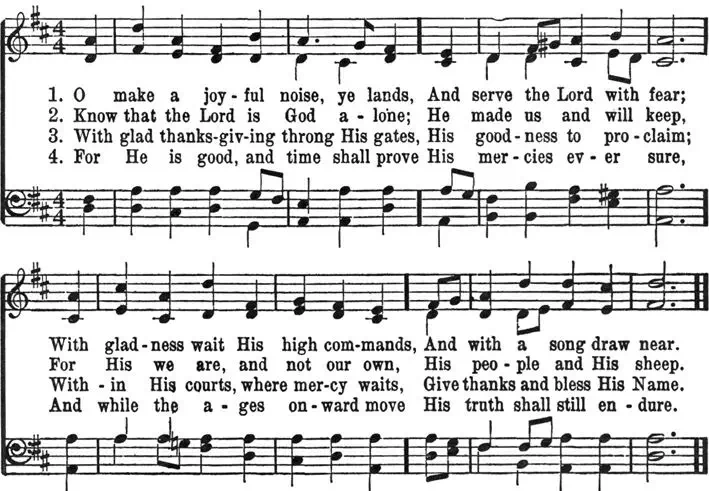 4 4
1. O make a joy - ful noise, ye lands, And serve the Lord with fear;
2. Know that the Lord is God a - lone; He made us and will keep,
3. With glad thanks-giv-ing throng His gates, His good-ness to pro-claim;
4. For He is good, and time shall prove His mer-cies ev-er sure,
4 4
With glad-ness wait His high com-mands, And with a song draw near.
For His we are, and not our own, His peo-ple and His sheep.
With-in His courts, where mer-cy waits, Give thanks and bless His Name.
And while the a-ges on-ward move His truth shall still en-dure.